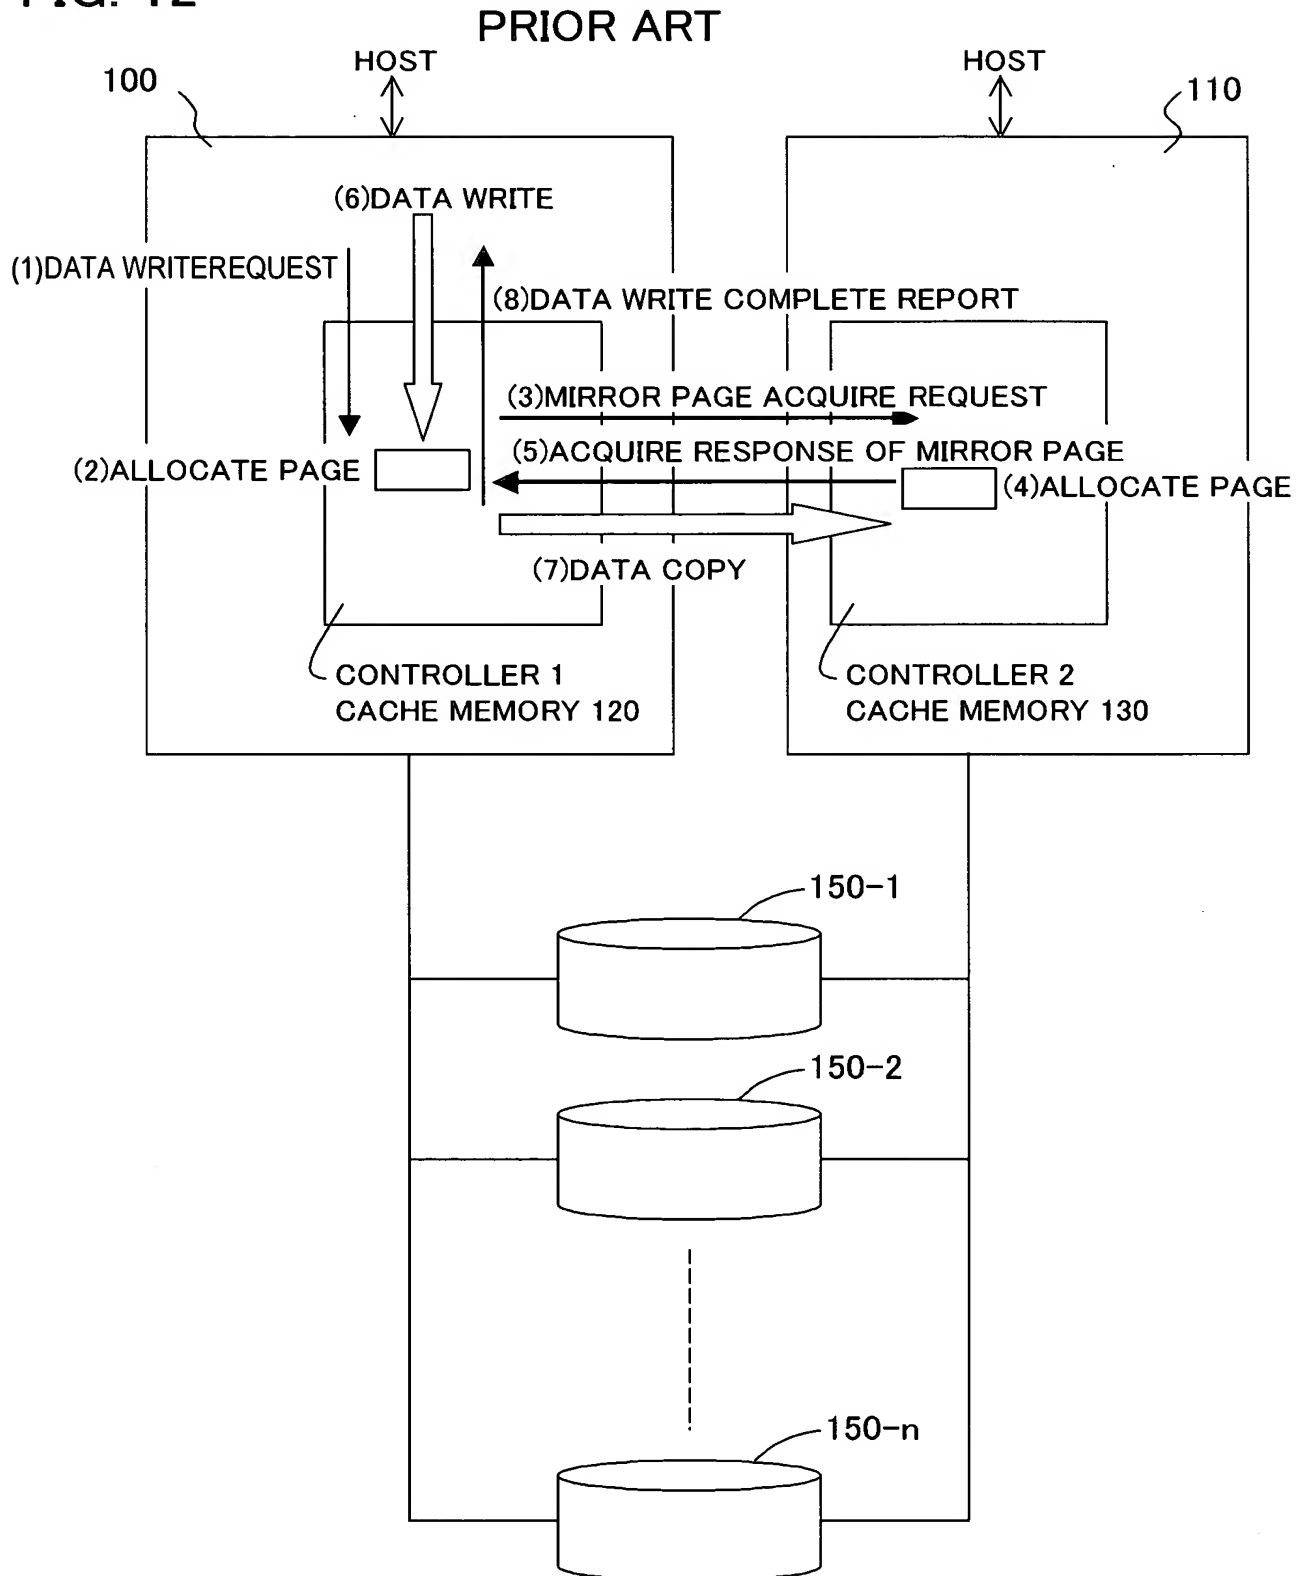 FIG. 12
PRIOR ART
HOST
HOST
100
110
(6)DATA WRITE
(1)DATA WRITEREQUEST
(8)DATA WRITE COMPLETE REPORT
(3)MIRROR PAGE ACQUIRE REQUEST
(5)ACQUIRE RESPONSE OF MIRROR PAGE
(2)ALLOCATE PAGE
(4)ALLOCATE PAGE
(7)DATA COPY
CONTROLLER 1
CACHE MEMORY 120
CONTROLLER 2
CACHE MEMORY 130
150-1
150-2
150-n